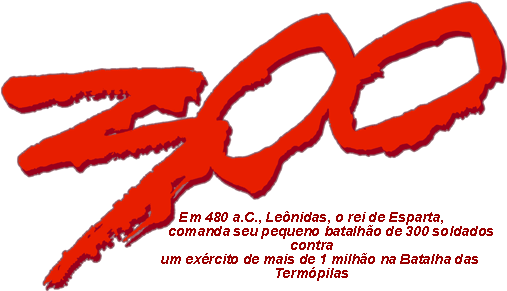 300
Em 480 a.C., Leônidas, o rei de Esparta,
comanda seu pequeno batalhão de 300 soldados
contra
um exército de mais de 1 milhão na Batalha das
Termópilas